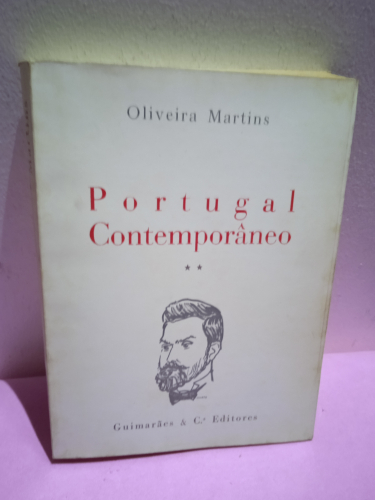 Oliveira Martins
Portugal
Contemporâneo
**
Guimarães & C.ª Editores